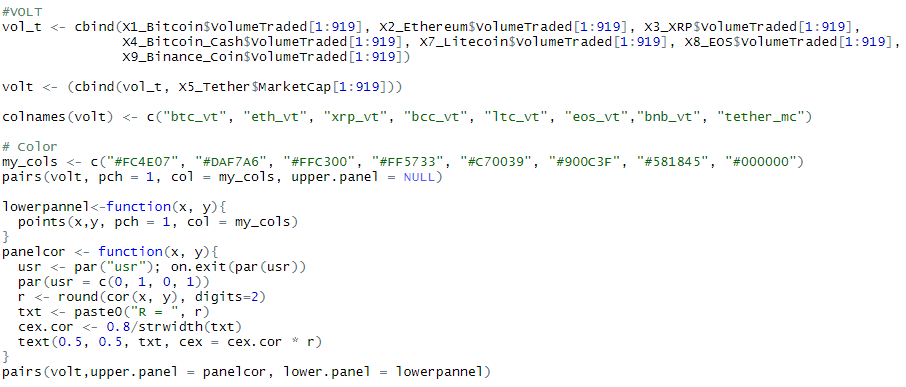 #VOLT
vol_t <- cbind(X1_Bitcoin$VolumeTraded[1:919], X2_Ethereum$VolumeTraded[1:919], X3_XRP$VolumeTraded[1:919],
               X4_Bitcoin_Cash$VolumeTraded[1:919], X7_Litecoin$VolumeTraded[1:919], X8_EOS$VolumeTraded[1:919],
               X9_Binance_Coin$VolumeTraded[1:919])
volt <- (cbind(vol_t, X5_Tether$MarketCap[1:919]))
colnames(volt) <- c("btc_vt", "eth_vt", "xrp_vt", "bcc_vt", "ltc_vt", "eos_vt","bnb_vt", "tether_mc")
# Color
my_cols <- c("#FC4E07", "#DAF7A6", "#FFC300", "#FF5733", "#C70039", "#900C3F", "#581845", "#000000")
pairs(volt, pch = 1, col = my_cols, upper.panel = NULL)
lowerpannel<-function(x, y){
  points(x,y, pch = 1, col = my_cols)
}
panelcor <- function(x, y){
  usr <- par("usr"); on.exit(par(usr))
  par(usr = c(0, 1, 0, 1))
  r <- round(cor(x, y), digits=2)
  txt <- paste0("R = ", r)
  cex.cor <- 0.8/strwidth(txt)
  text(0.5, 0.5, txt, cex = cex.cor * r)
}
pairs(volt,upper.panel = panelcor, lower.panel = lowerpannel)